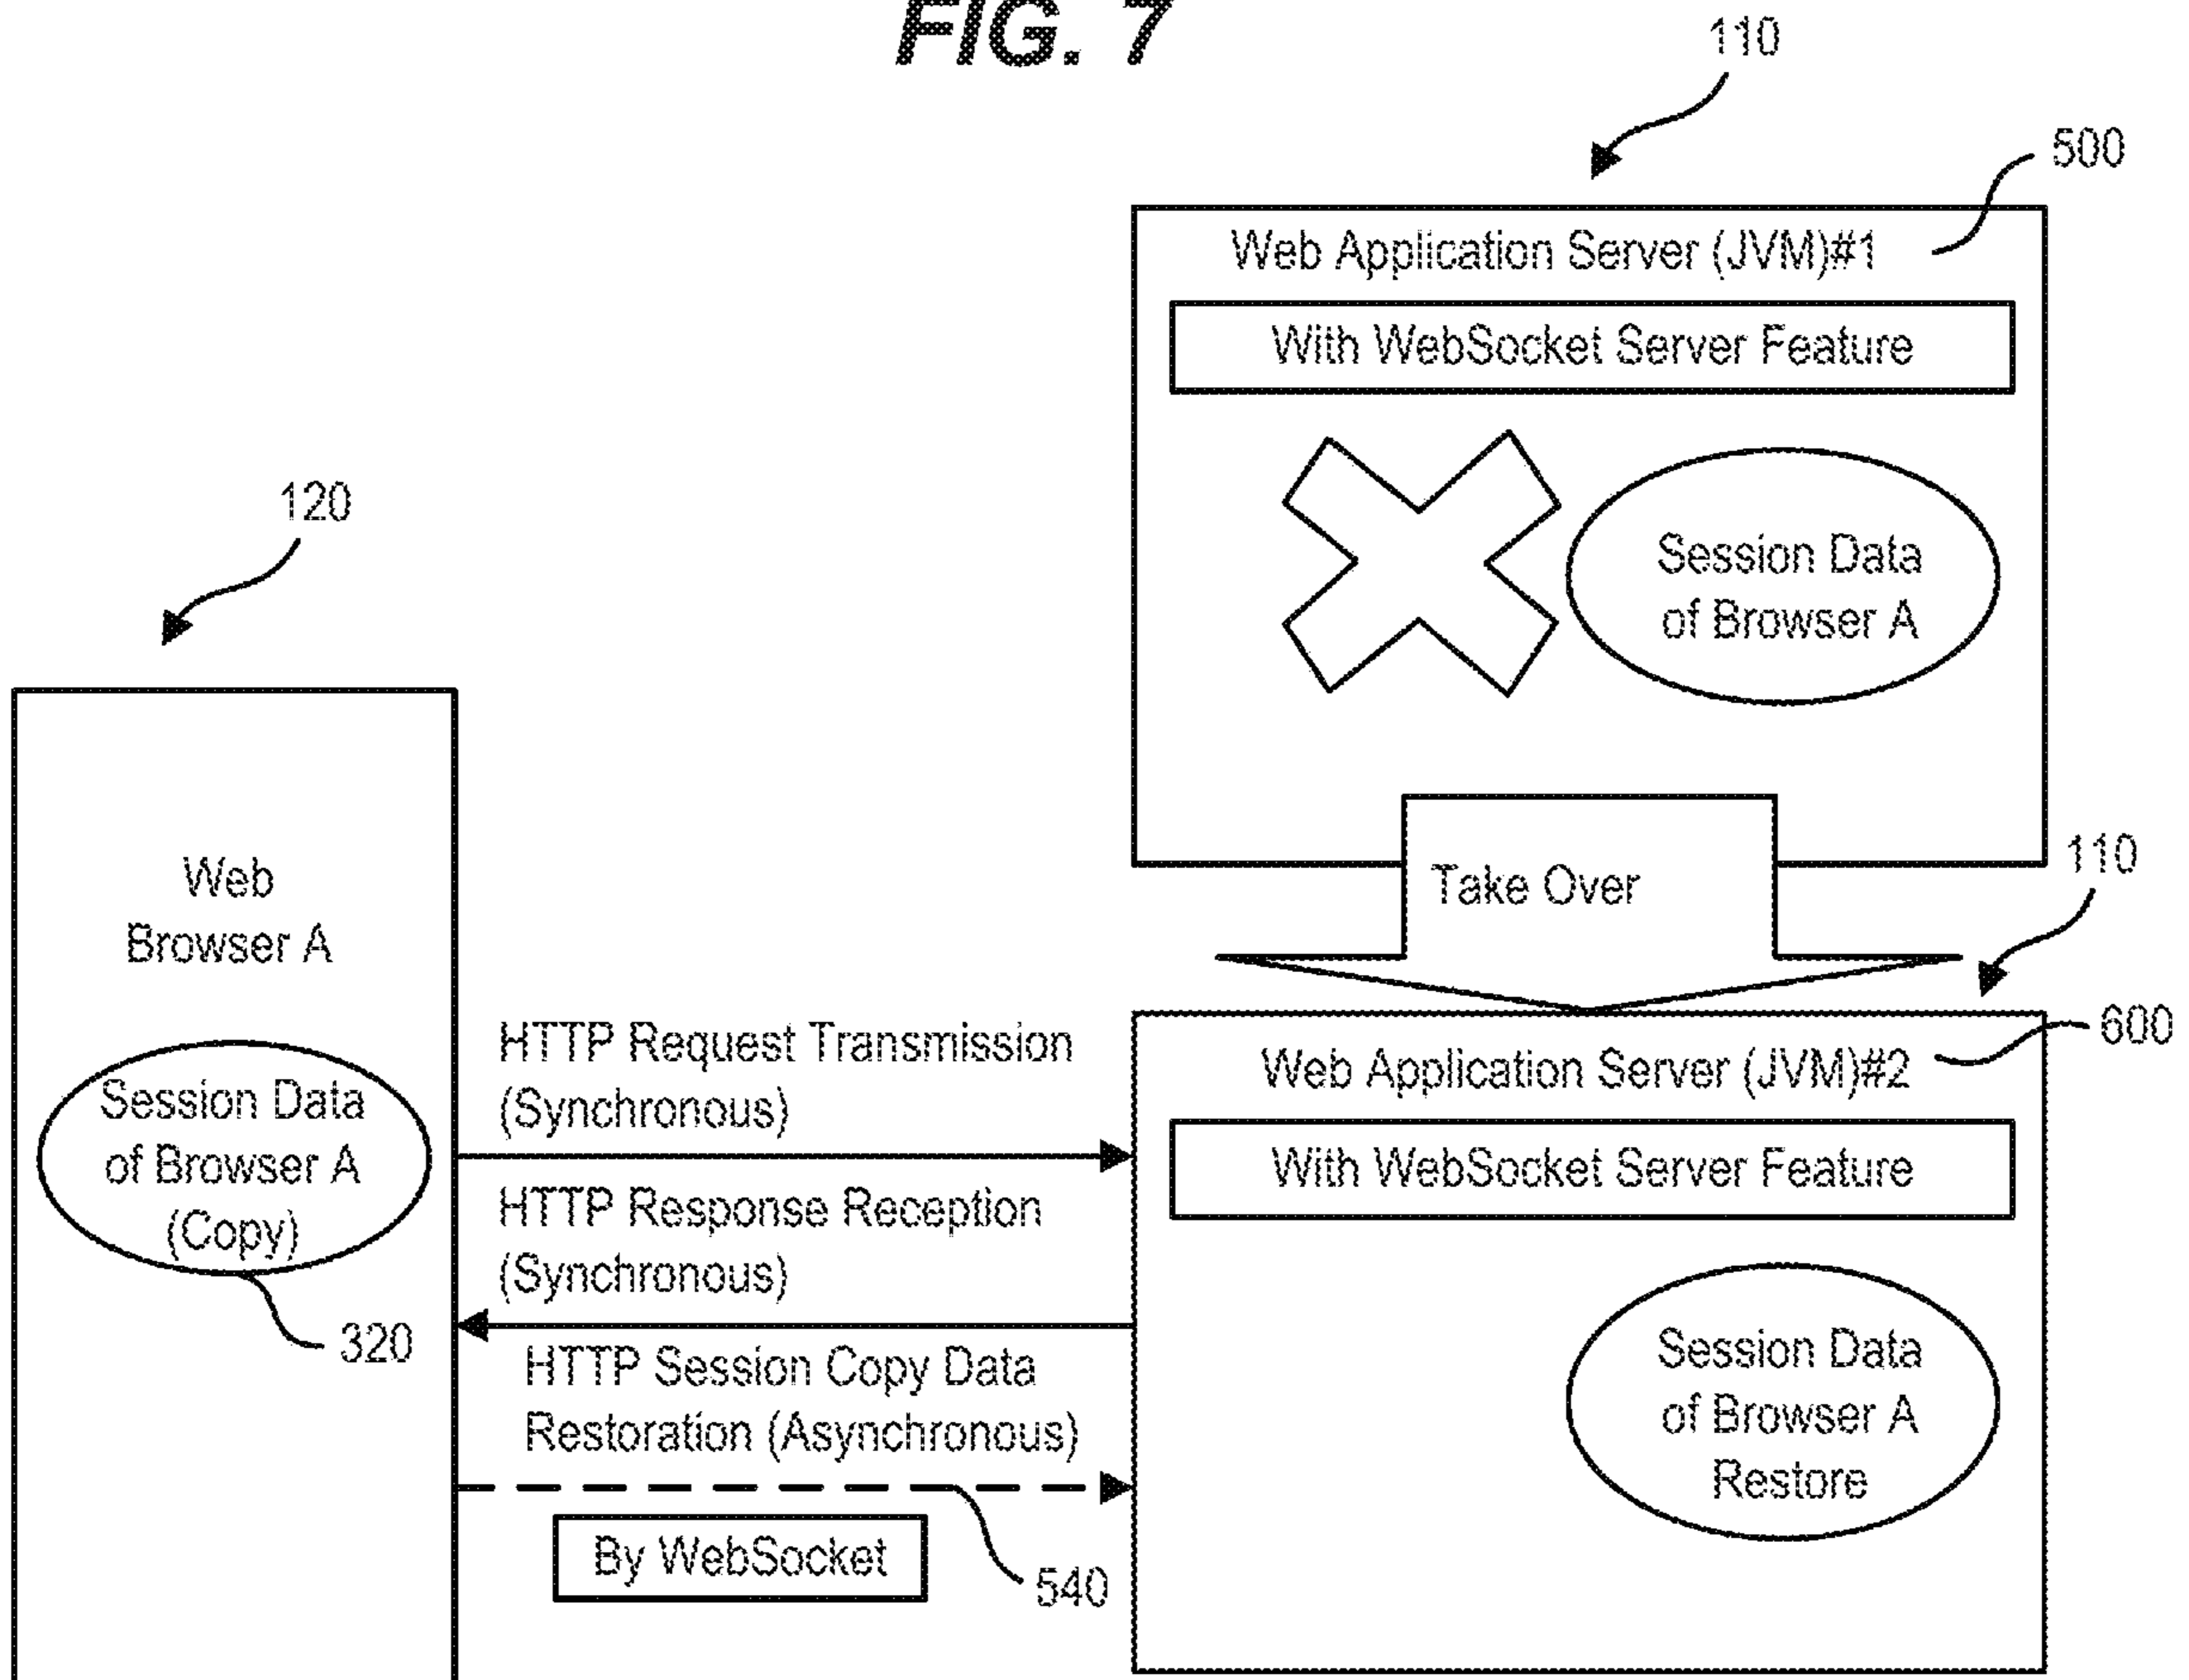 FIG. 7
110
500
Web Application Server (JVM)#1
With WebSocket Server Feature
Session Data
of Browser A
120
Take Over
110
Web
Browser A
Session Data
of Browser A
(Copy)
320
HTTP Request Transmission
(Synchronous)
HTTP Response Reception
(Synchronous)
HTTP Session Copy Data
Restoration (Asynchronous)
By WebSocket
540
600
Web Application Server (JVM)#2
With WebSocket Server Feature
Session Data
of Browser A
Restore